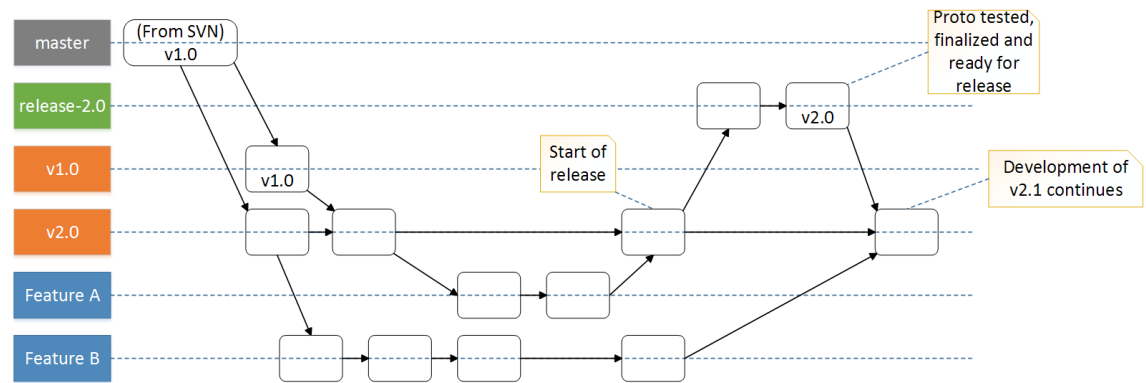 master
(From SVN)
v1.0
Proto tested,
finalized and
ready for
release
release-2.0
v2.0
v1.0
v1.0
Start of
release
Development of
v2.1 continues
v2.0
Feature A
Feature B